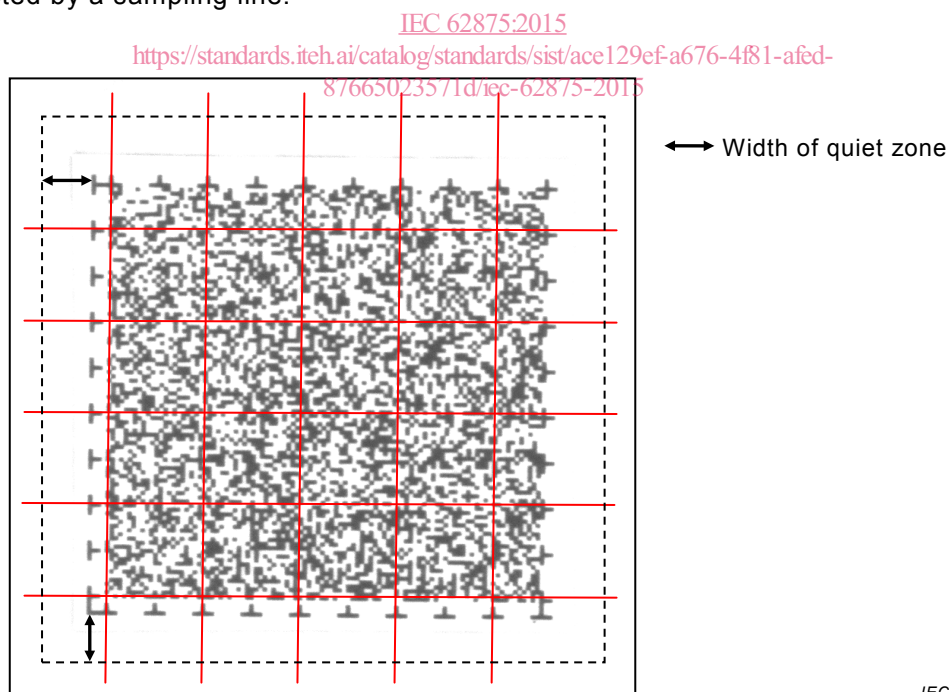 ted by a sampling line.
IEC 62875:2015
https://standards.iteh.ai/catalog/standards/sist/ace129ef-a676-4f81-afed-
87665023571d/iec-62875-2015
Width of quiet zone
IEC